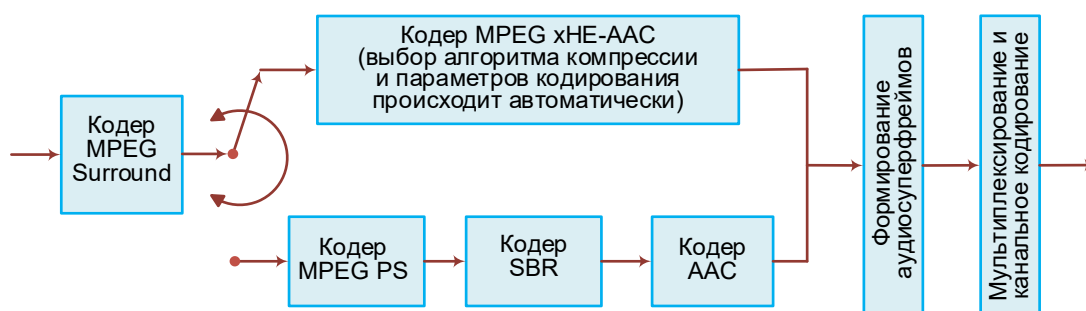 Кодер MPEG xHE-AAC
(выбор алгоритма компрессии
и параметров кодирования
происходит автоматически)
Кодер
MPEG
Surround
Кодер
MPEG PS
Кодер
SBR
Кодер
AAC
Формирование
аудиосуперфреймов
Мультиплексирование и
канальное кодирование